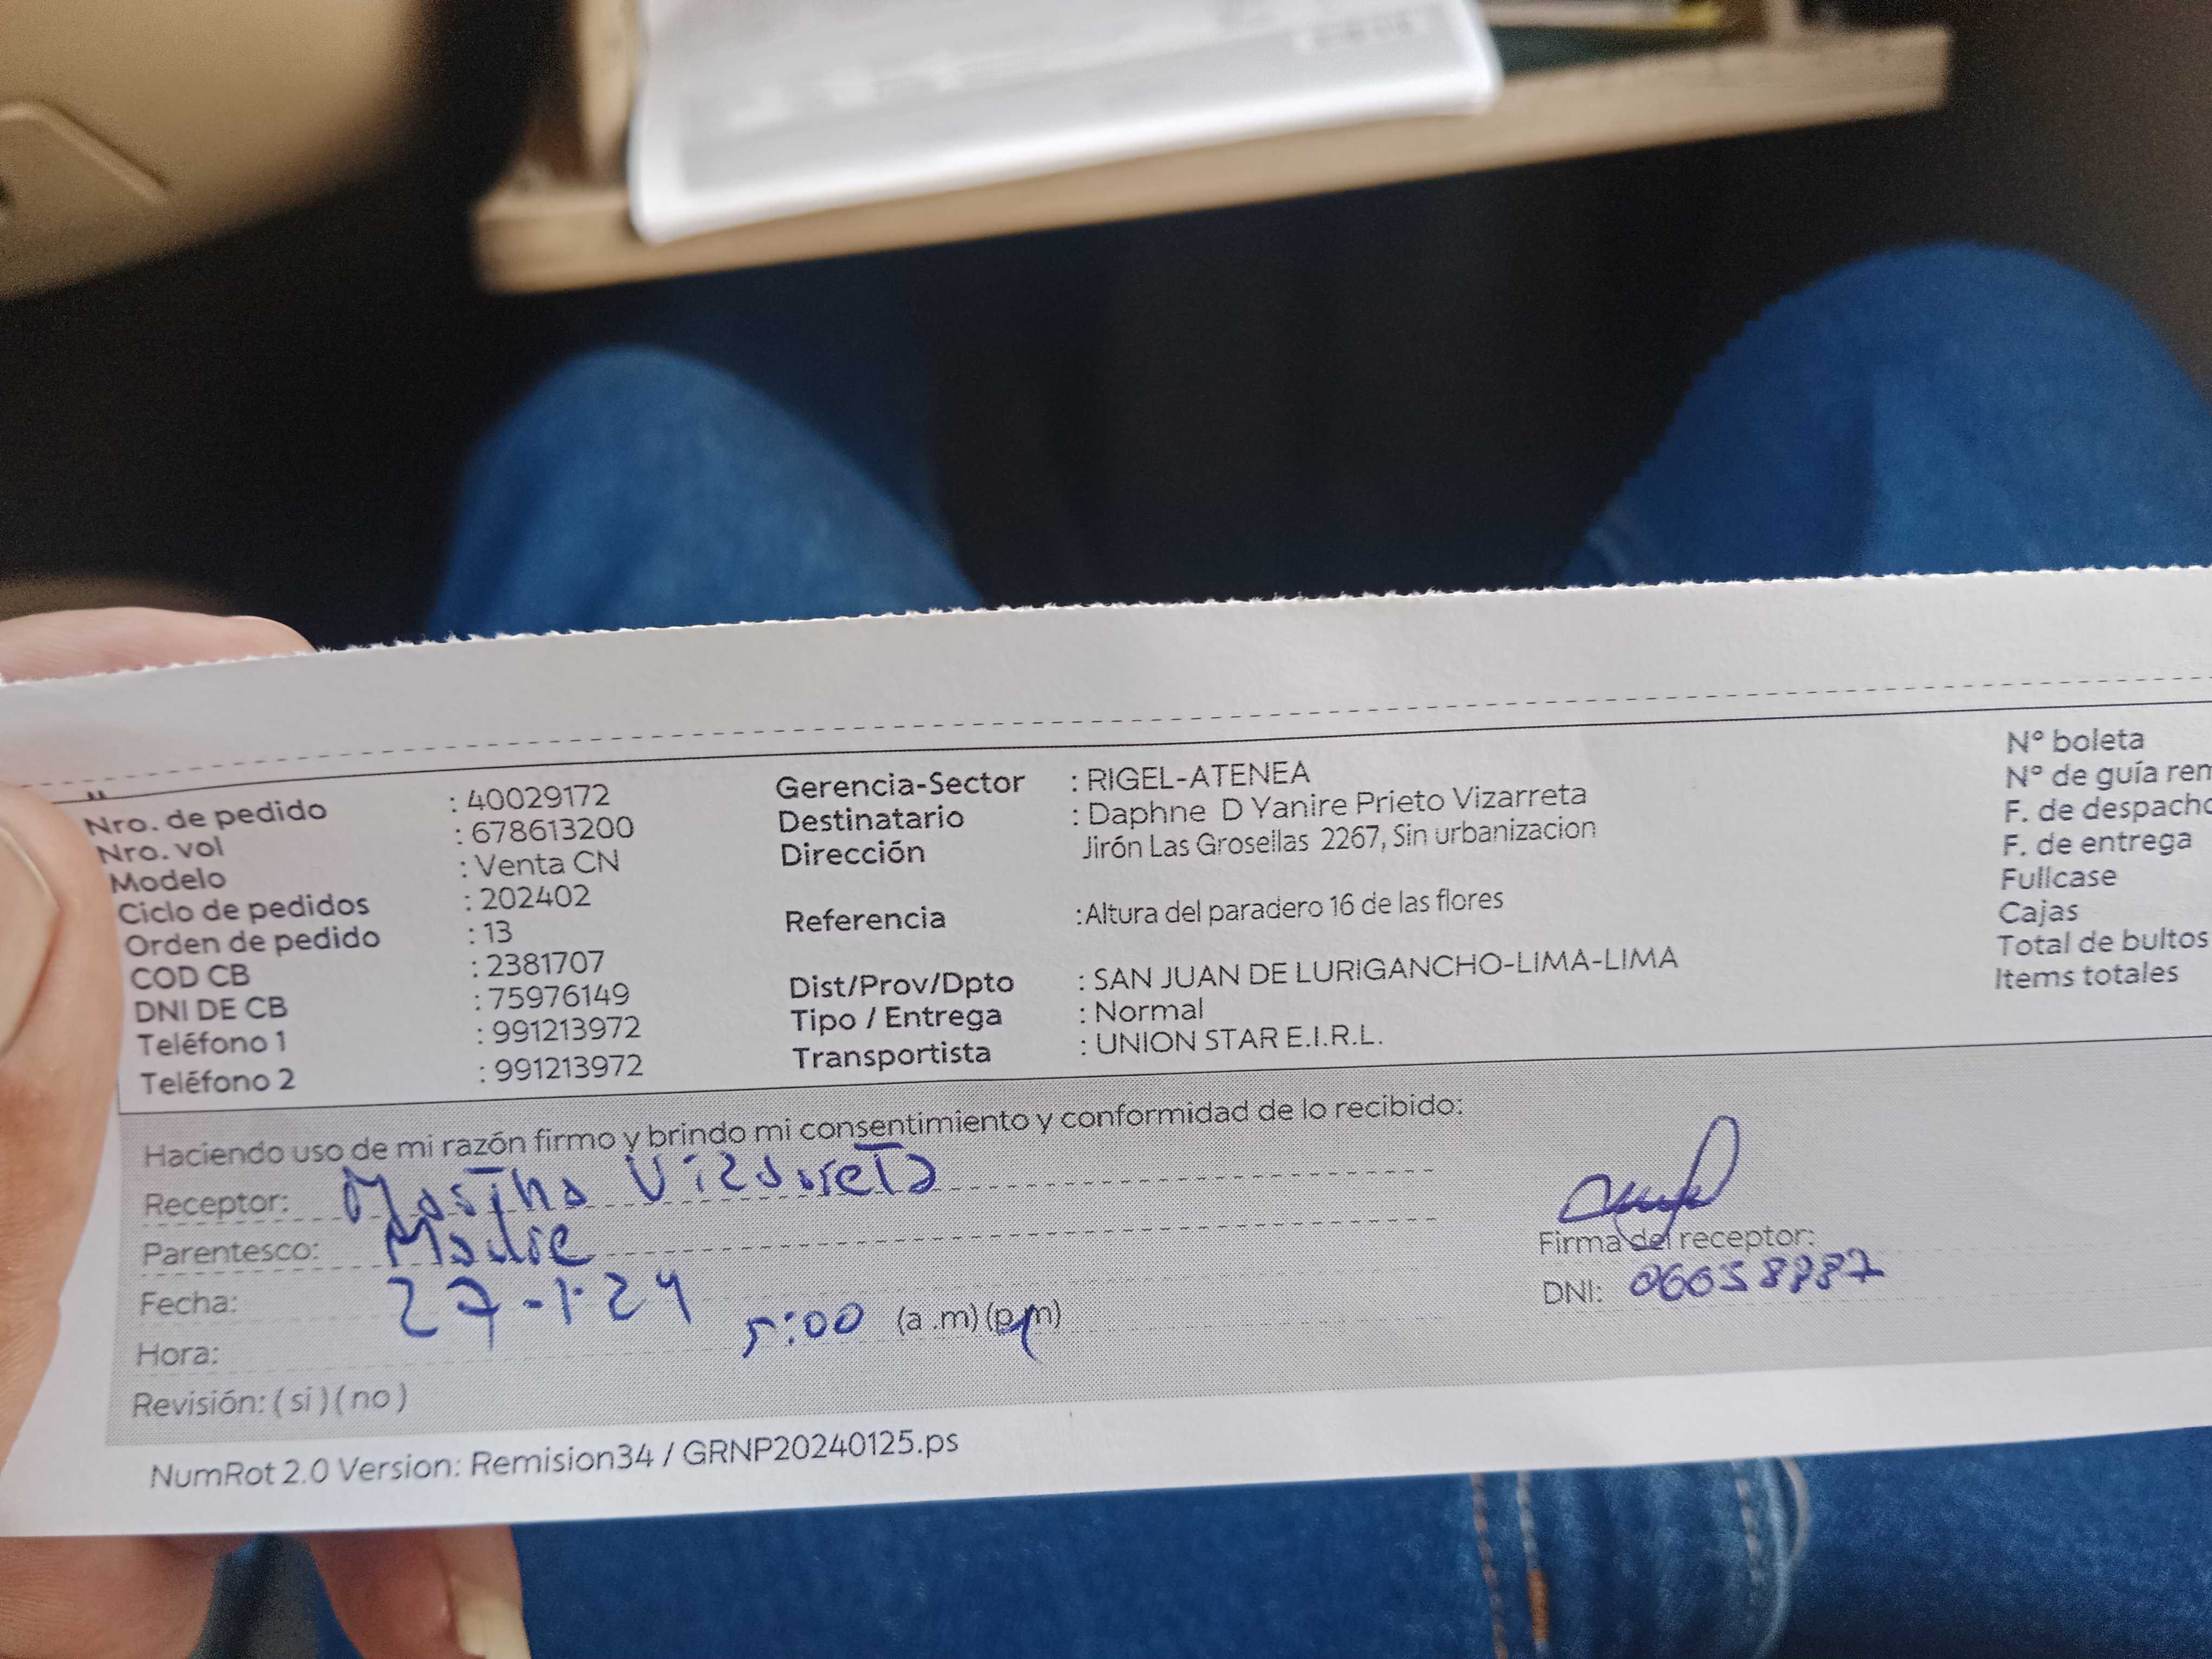 Nro. de pedido : 40029172
Nro. vol : 678613200
Modelo : Venta CN
Ciclo de pedidos : 202402
Orden de pedido : 13
COD CB : 2381707
DNI DE CB : 75976149
Teléfono 1 : 991213972
Teléfono 2 : 991213972
Gerencia-Sector : RIGEL-ATENEA
Destinatario : Daphne D Yanire Prieto Vizarreta
Dirección Jirón Las Grosellas 2267, Sin urbanizacion
Referencia : Altura del paradero 16 de las flores
Dist/Prov/Dpto : SAN JUAN DE LURIGANCHO-LIMA-LIMA
Tipo / Entrega : Normal
Transportista : UNION STAR E.I.R.L.
Nº boleta
Nº de guía rem
F. de despacho
F. de entrega
Fullcase
Cajas
Total de bultos
Items totales
Haciendo uso de mi razón firmo y brindo mi consentimiento y conformidad de lo recibido:
Receptor: Martha Vizarreta
Parentesco: Madre
Fecha: 27-1-24
Hora: 5:00 (a .m) (p.m)
Revisión: ( si ) ( no )
Firma del receptor:
DNI:
NumRot 2.0 Version: Remision34 / GRNP20240125.ps